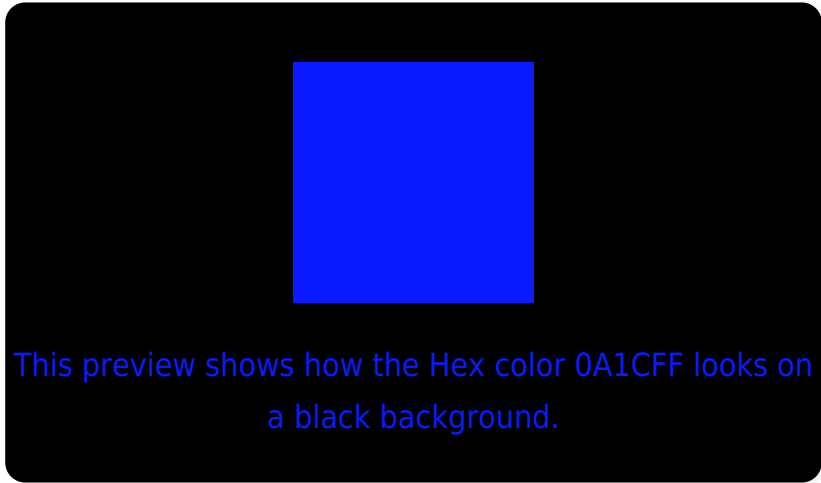 This preview shows how the Hex color 0A1CFF looks on
a black background.